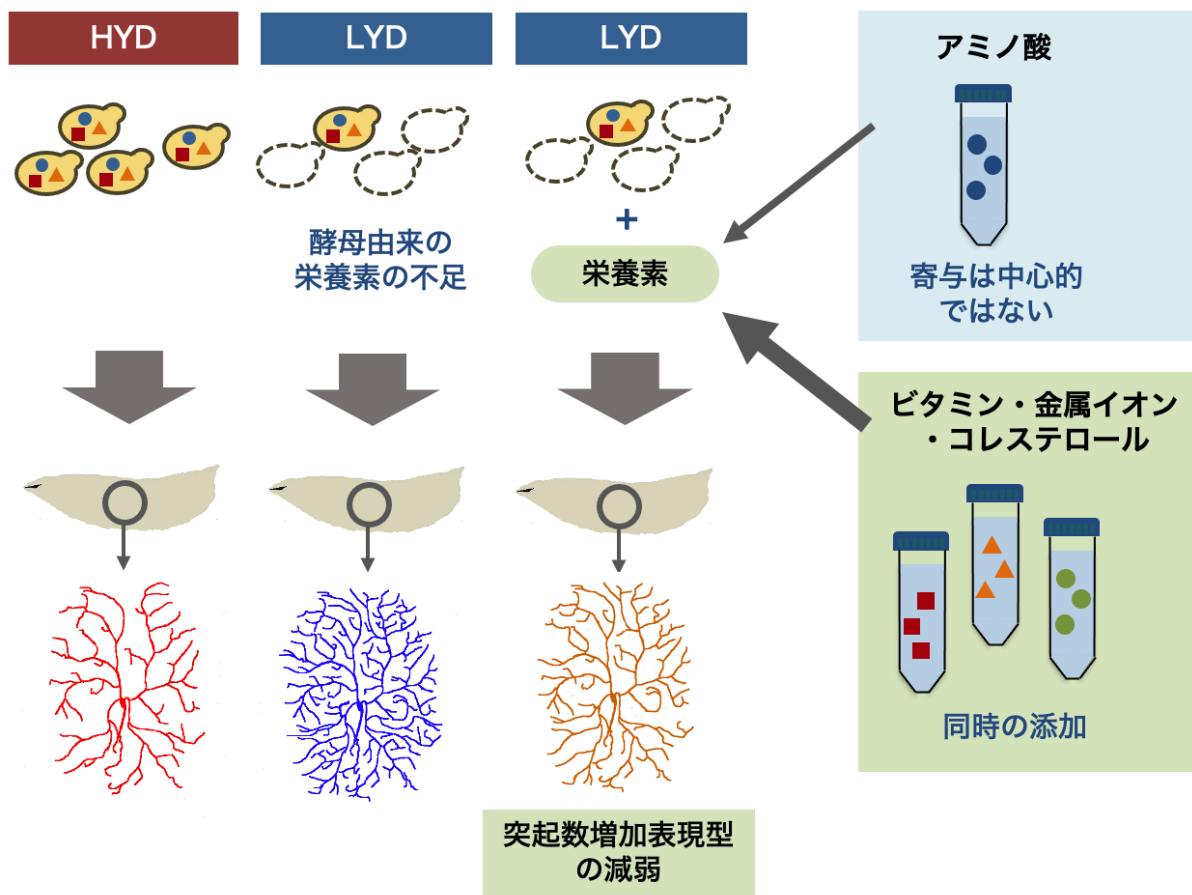 HYD
LYD
LYD
酵母由来の
栄養素の不足
+
栄養素
アミノ酸
寄与は中心的
ではない
ビタミン・金属イオン
・コレステロール
同時の添加
突起数増加表現型
の減弱